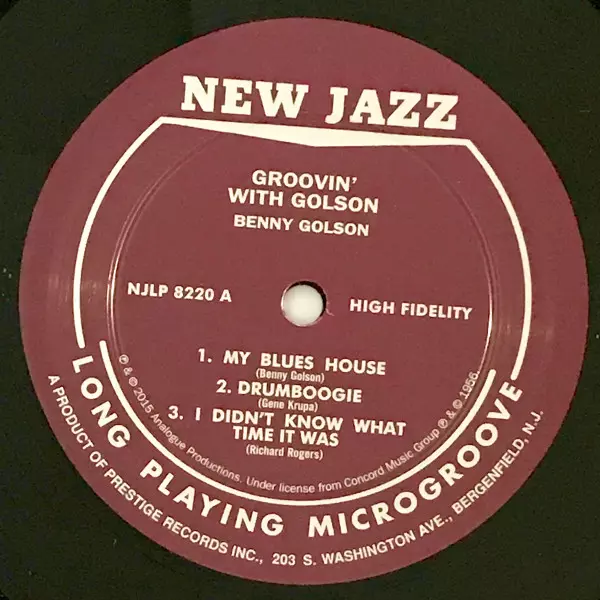 NEW JAZZ
GROOVIN'
WITH GOLSON
BENNY GOLSON
NJLP 8220 A
HIGH FIDELITY
1. MY BLUES HOUSE
(Benny Golson)
2. DRUMBOOGIE
(Gene Krupa)
3. I DIDN'T KNOW WHAT
TIME IT WAS
(Richard Rogers)
℗ & © 2015 Analogue Productions. Under license from Concord Music Group ℗ & © 1956.
LONG PLAYING MICROGROOVE
A PRODUCT OF PRESTIGE RECORDS INC., 203 S. WASHINGTON AVE., BERGENFIELD, N.J.